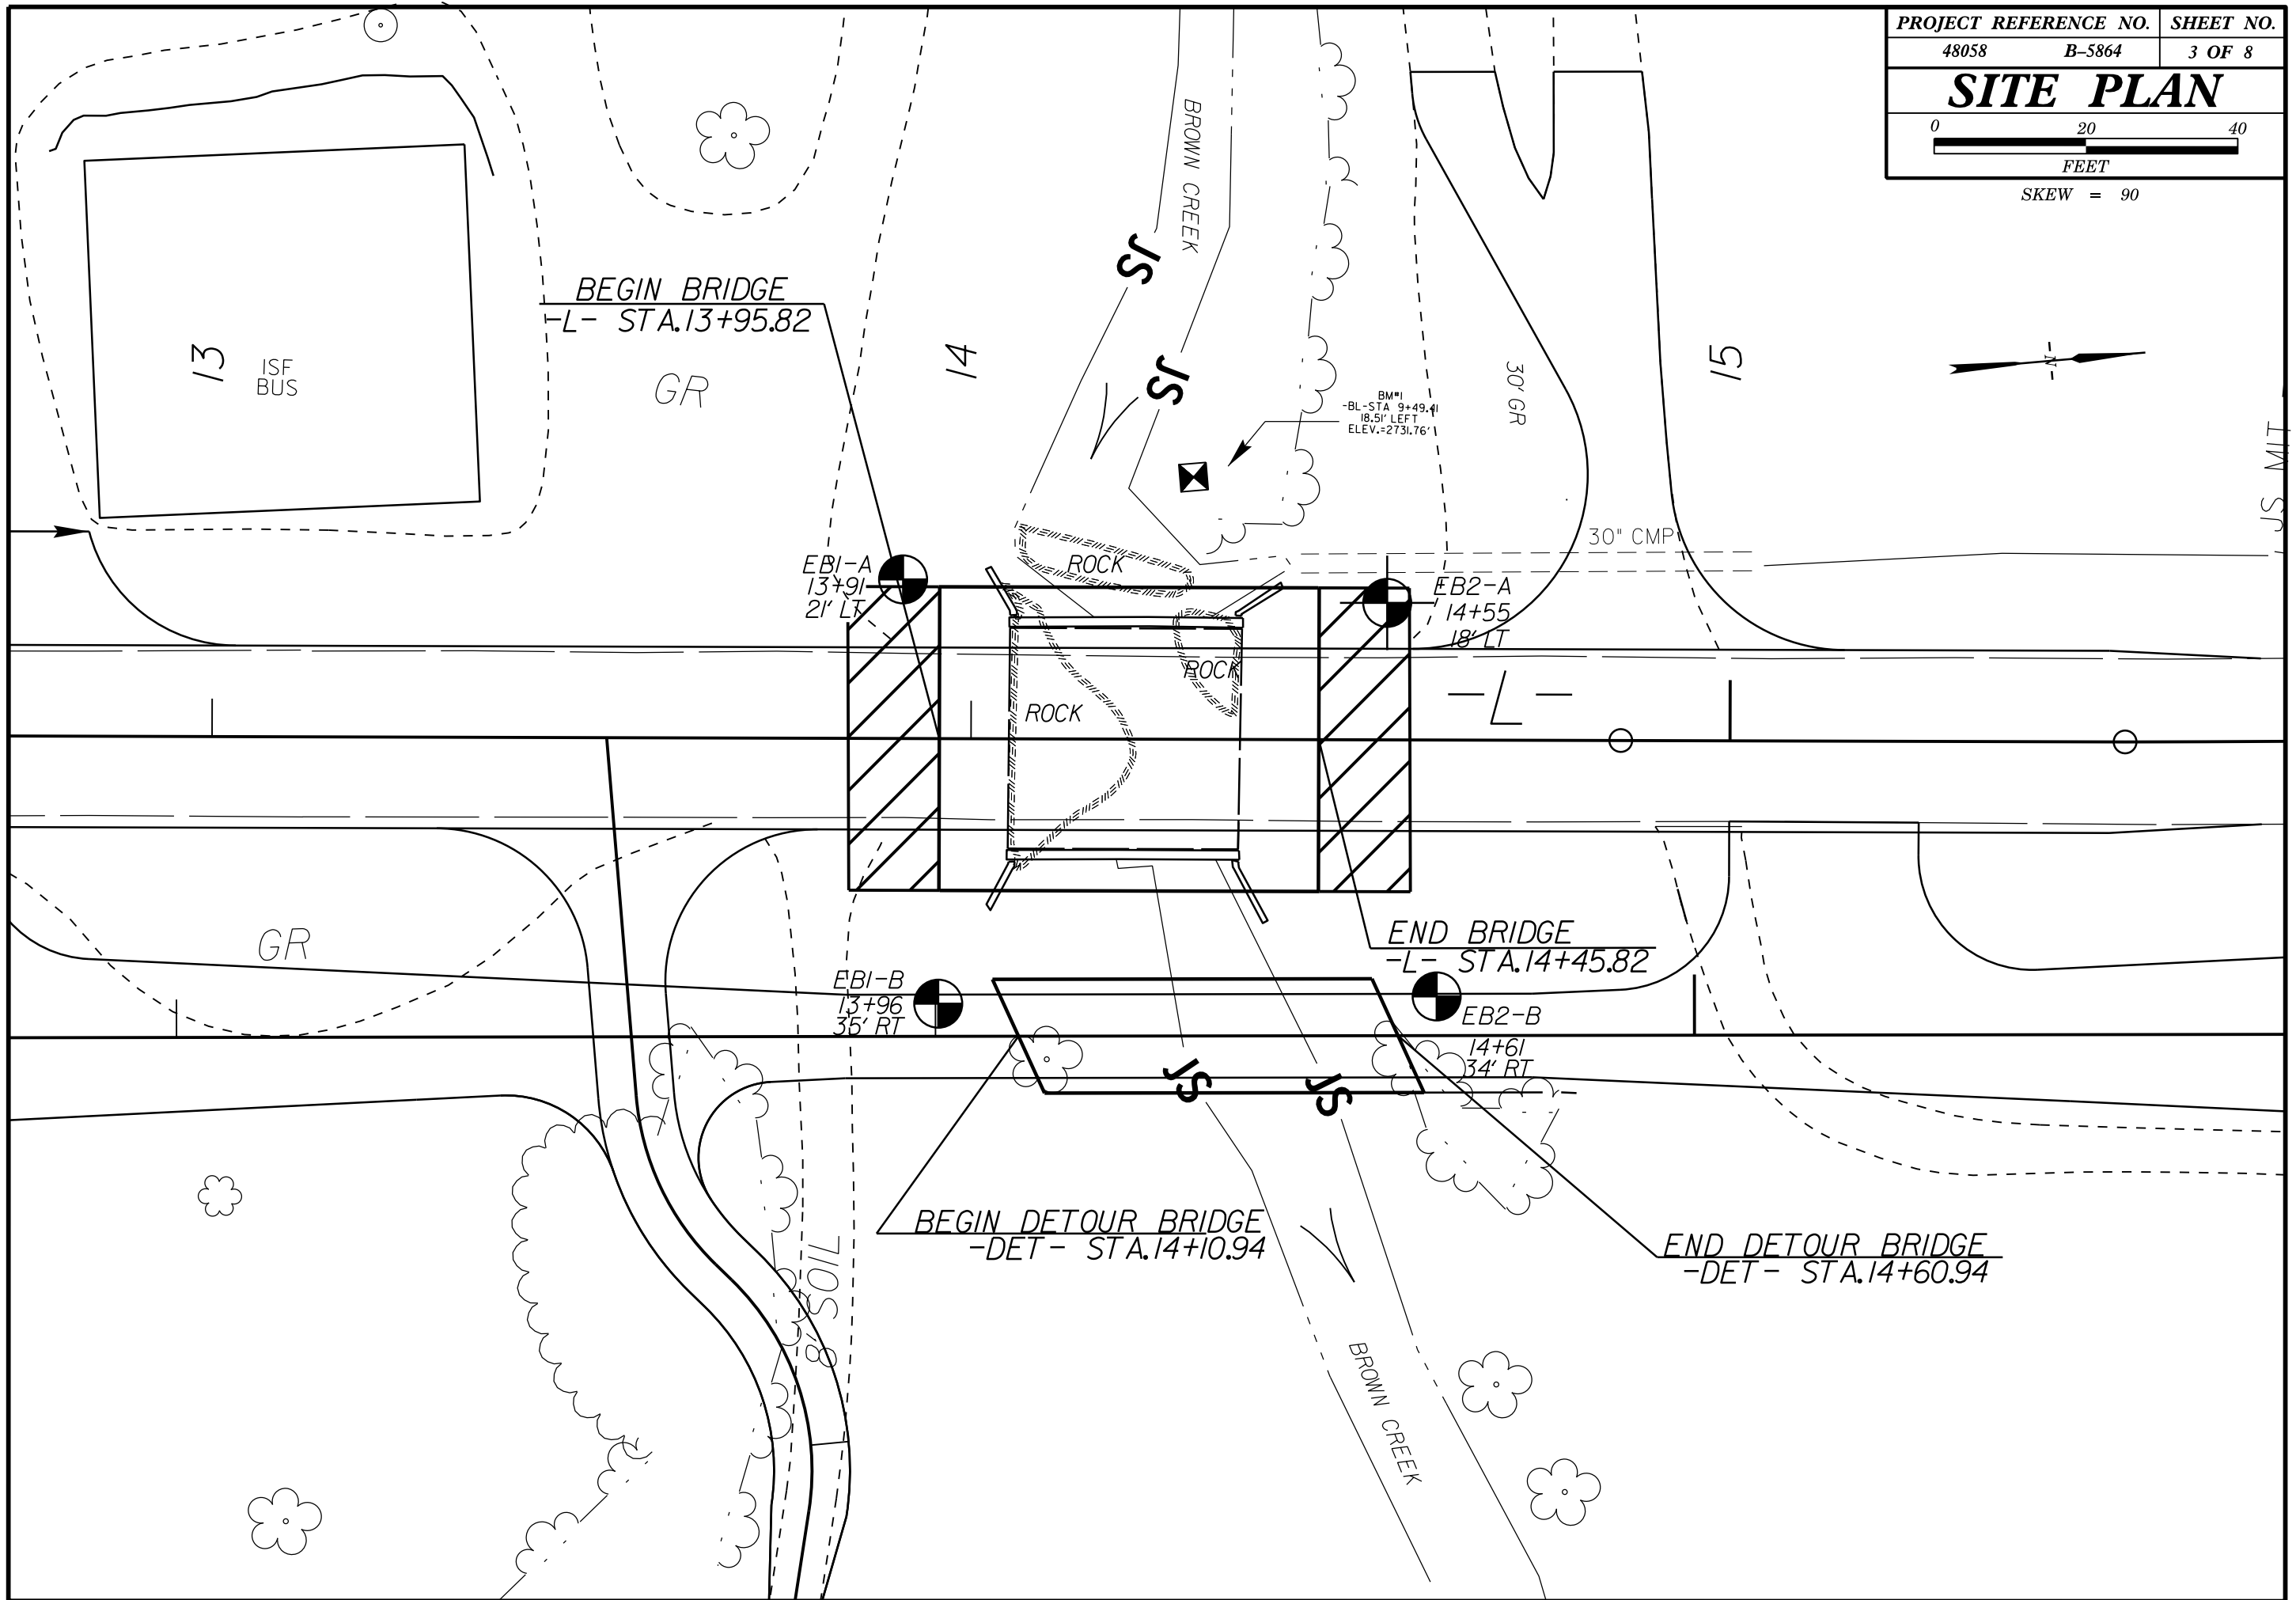 PROJECT REFERENCE NO. SHEET NO.
48058 B–5864 3 OF 8
SITE PLAN
0 20 40
FEET
SKEW = 90
BROWN CREEK
JS
JS
BEGIN BRIDGE
-L- STA.13+95.82
13
ISF
BUS
GR
14
BM#1
-BL-STA 9+49.41
18.51' LEFT
ELEV.=2731.76'
30' GR
15
N
JS MIT
30" CMP
EB1-A
13+91
21' LT
ROCK
EB2-A
14+55
18' LT
ROCK
ROCK
-L-
GR
END BRIDGE
-L- STA.14+45.82
EB1-B
13+96
35' RT
EB2-B
14+61
34' RT
JS
JS
BEGIN DETOUR BRIDGE
-DET- STA.14+10.94
END DETOUR BRIDGE
-DET- STA.14+60.94
8' SOIL
BROWN CREEK